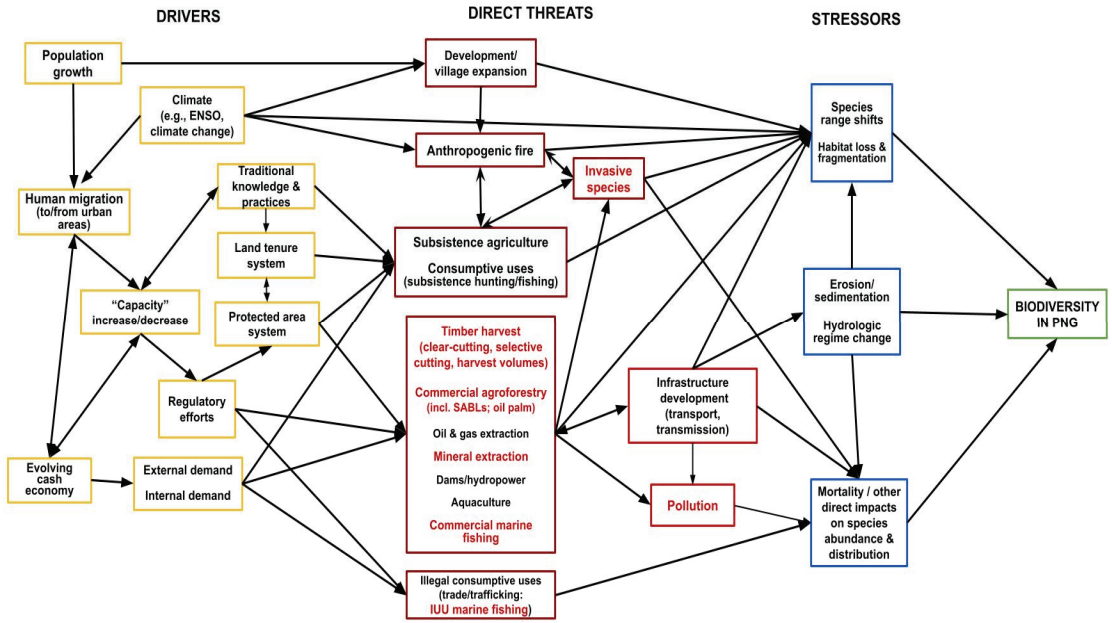 DRIVERS
DIRECT THREATS
STRESSORS
Population
growth
Development/
village expansion
Climate
(e.g., ENSO,
climate change)
Species
range shifts
Habitat loss &
fragmentation
Anthropogenic fire
Invasive
species
Traditional
knowledge &
practices
Human migration
(to/from urban
areas)
Land tenure
system
Subsistence agriculture
Consumptive uses
(subsistence hunting/fishing)
"Capacity"
increase/decrease
Protected area
system
Erosion/
sedimentation
Hydrologic
regime change
BIODIVERSITY
IN PNG
Timber harvest
(clear-cutting, selective
cutting, harvest volumes)
Commercial agroforestry
(incl. SABLs; oil palm)
Oil & gas extraction
Mineral extraction
Dams/hydropower
Aquaculture
Commercial marine
fishing
Infrastructure
development
(transport,
transmission)
Regulatory
efforts
Evolving
cash
economy
External demand
Internal demand
Pollution
Mortality / other
direct impacts
on species
abundance &
distribution
Illegal consumptive uses
(trade/trafficking:
IUU marine fishing)